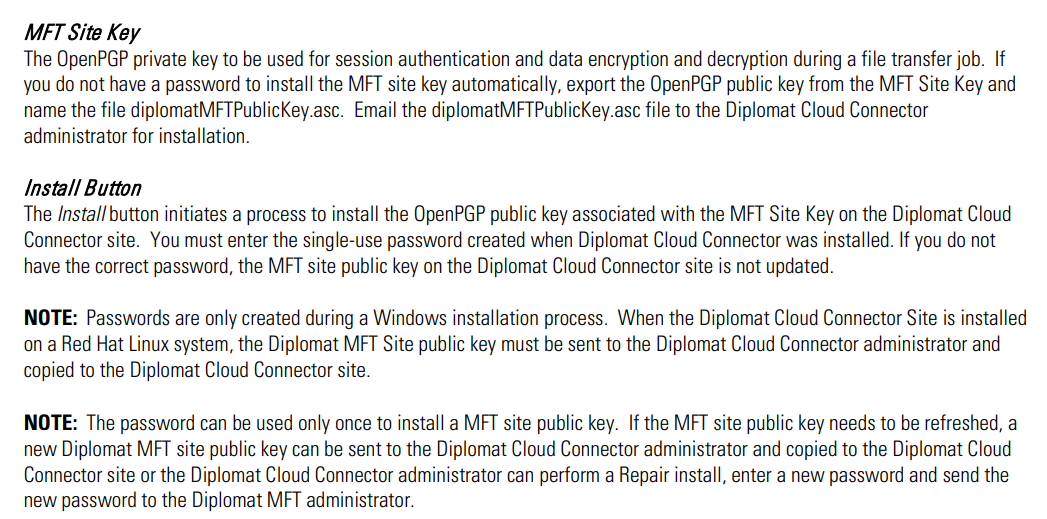 MFT Site Key
The OpenPGP private key to be used for session authentication and data encryption and decryption during a file transfer job.  If
you do not have a password to install the MFT site key automatically, export the OpenPGP public key from the MFT Site Key and
name the file diplomatMFTPublicKey.asc.  Email the diplomatMFTPublicKey.asc file to the Diplomat Cloud Connector
administrator for installation.
Install Button
The Install button initiates a process to install the OpenPGP public key associated with the MFT Site Key on the Diplomat Cloud
Connector site.  You must enter the single-use password created when Diplomat Cloud Connector was installed. If you do not
have the correct password, the MFT site public key on the Diplomat Cloud Connector site is not updated.
NOTE:  Passwords are only created during a Windows installation process.  When the Diplomat Cloud Connector Site is installed
on a Red Hat Linux system, the Diplomat MFT Site public key must be sent to the Diplomat Cloud Connector administrator and
copied to the Diplomat Cloud Connector site.
NOTE:  The password can be used only once to install a MFT site public key.  If the MFT site public key needs to be refreshed, a
new Diplomat MFT site public key can be sent to the Diplomat Cloud Connector administrator and copied to the Diplomat Cloud
Connector site or the Diplomat Cloud Connector administrator can perform a Repair install, enter a new password and send the
new password to the Diplomat MFT administrator.